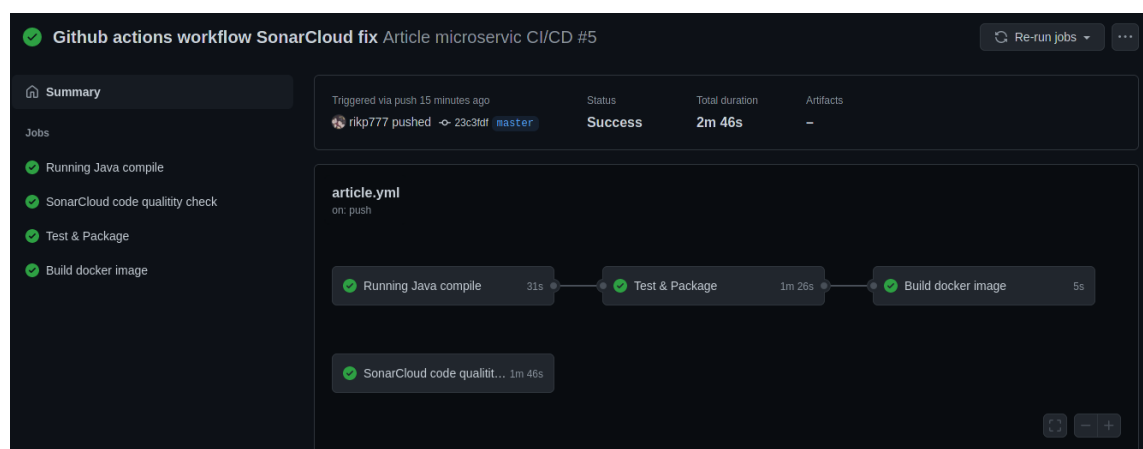 Github actions workflow SonarCloud fix Article microservic CI/CD #5
Re-run jobs
Summary
Jobs
Running Java compile
SonarCloud code qualitity check
Test & Package
Build docker image
Triggered via push 15 minutes ago
rikp777 pushed 23c3fdf master
Status
Success
Total duration
2m 46s
Artifacts
–
article.yml
on: push
Running Java compile 31s
Test & Package 1m 26s
Build docker image 5s
SonarCloud code qualitit… 1m 46s